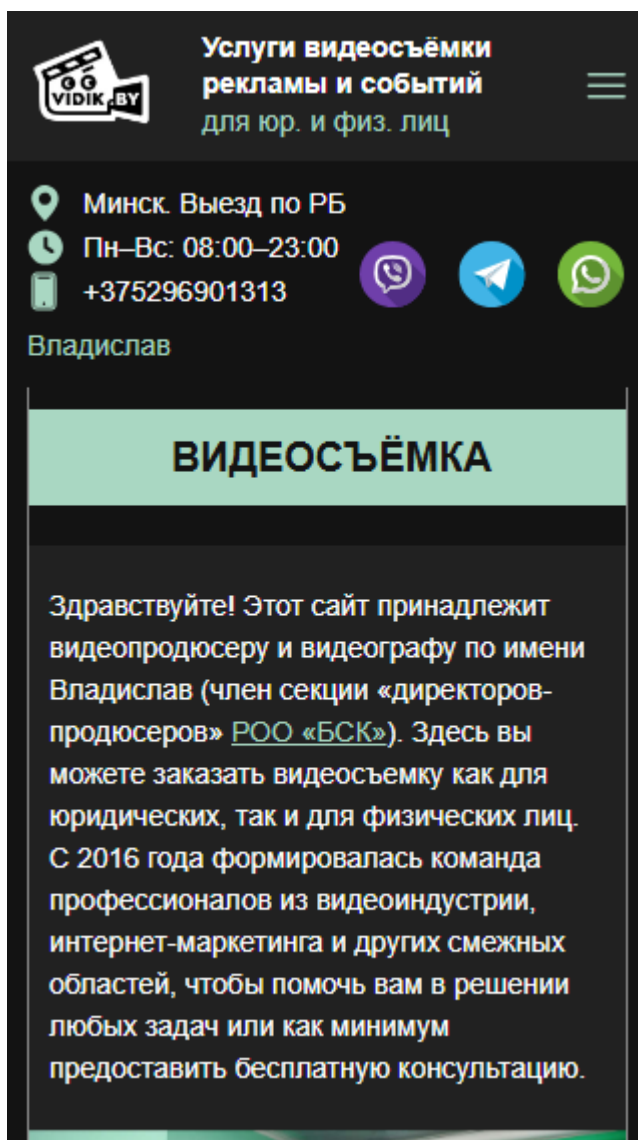 VIDIK.BY
Услуги видеосъёмки
рекламы и событий
для юр. и физ. лиц
Минск. Выезд по РБ
Пн–Вс: 08:00–23:00
+375296901313
Владислав
ВИДЕОСЪЁМКА
Здравствуйте! Этот сайт принадлежит
видеопродюсеру и видеографу по имени
Владислав (член секции «директоров-
продюсеров» РОО «БСК»). Здесь вы
можете заказать видеосъемку как для
юридических, так и для физических лиц.
С 2016 года формировалась команда
профессионалов из видеоиндустрии,
интернет-маркетинга и других смежных
областей, чтобы помочь вам в решении
любых задач или как минимум
предоставить бесплатную консультацию.